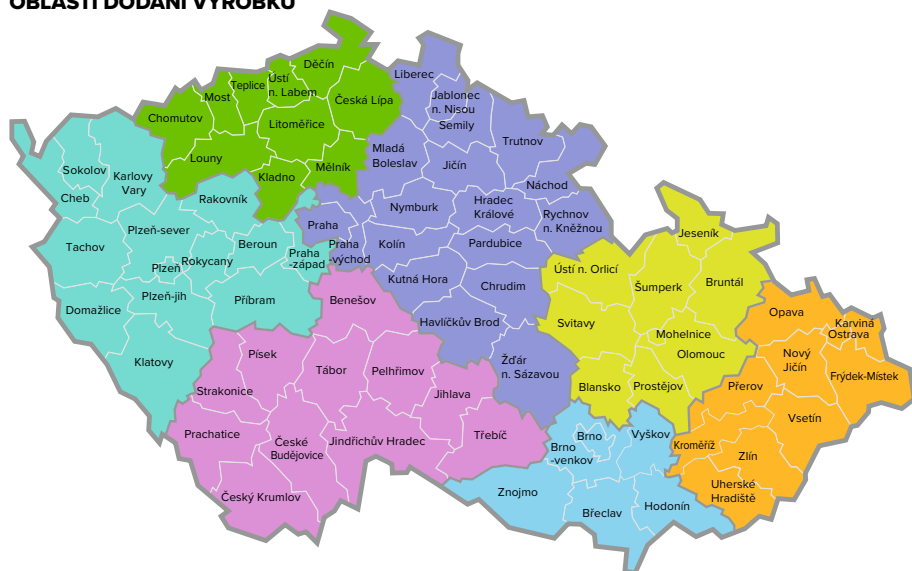 OBLASTI DODÁNÍ VÝROBKŮ
Děčín
Liberec
Teplice
Ústí
n. Labem
Most
Česká Lípa
Jablonec
n. Nisou
Chomutov
Litoměřice
Semily
Trutnov
Louny
Mladá
Boleslav
Jičín
Mělník
Kladno
Sokolov
Karlovy
Vary
Cheb
Rakovník
Náchod
Nymburk
Hradec
Králové
Rychnov
n. Kněžnou
Praha
Jeseník
Plzeň-sever
Tachov
Beroun
Praha
-východ
Kolín
Pardubice
Praha
-západ
Rokycany
Plzeň
Ústí n. Orlicí
Šumperk
Bruntál
Kutná Hora
Chrudim
Plzeň-jih
Příbram
Benešov
Domažlice
Opava
Karviná
Ostrava
Havlíčkův Brod
Svitavy
Mohelnice
Olomouc
Nový
Jičín
Klatovy
Písek
Žďár
n. Sázavou
Tábor
Pelhřimov
Frýdek-Místek
Strakonice
Blansko
Prostějov
Přerov
Jihlava
Vsetín
Prachatice
České
Budějovice
Jindřichův Hradec
Třebíč
Brno
Vyškov
Brno
-venkov
Kroměříž
Zlín
Český Krumlov
Znojmo
Uherské
Hradiště
Břeclav
Hodonín